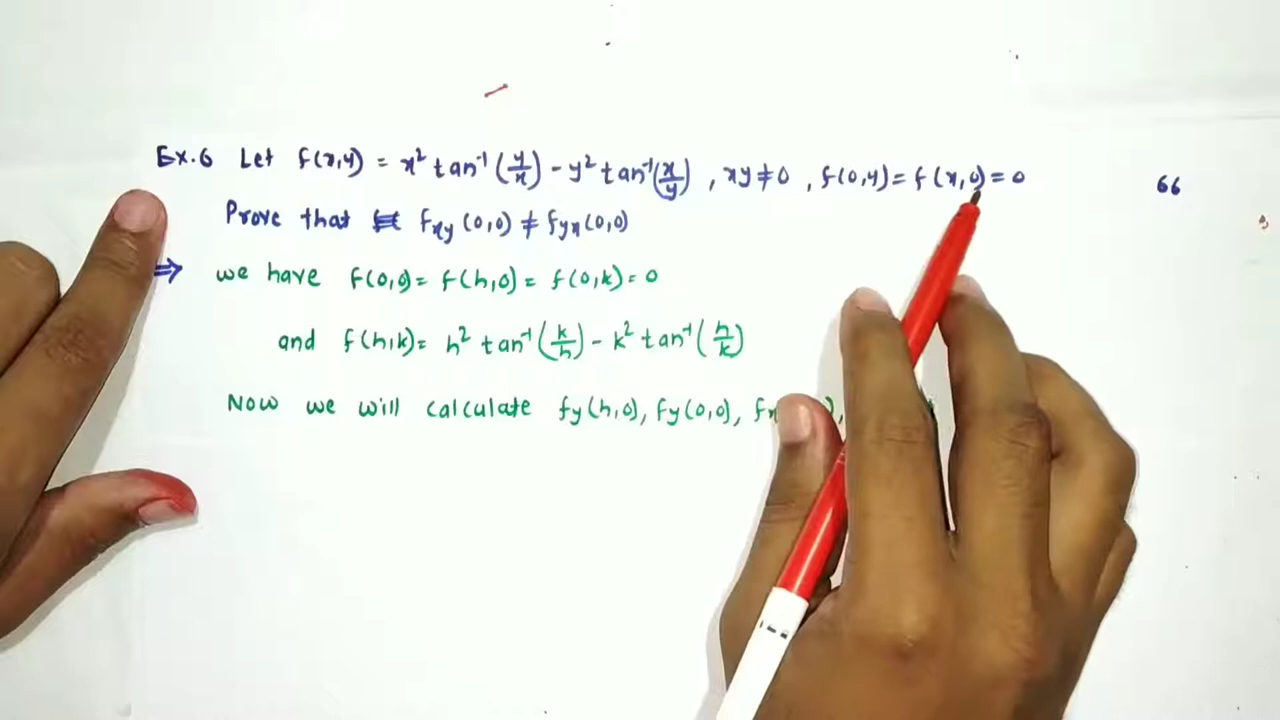 Ex.6 Let f(x,y) = x² tan⁻¹(y/x) - y² tan⁻¹(x/y) , xy≠0 , f(0,y)= f(x,0)=0
66
Prove that fxy (0,0) ≠ fyx(0,0)
⇒ we have f(0,0)= f(h,0)= f(0,k)=0
and f(h,k)= h² tan⁻¹(k/h) - k² tan⁻¹(h/k)
Now we will calculate fy(h,0), fy(0,0),